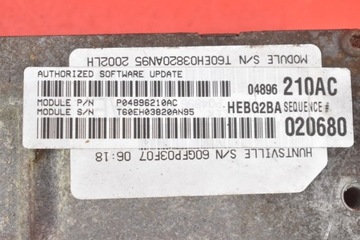 MODULE S/N T60EH03820AN95 2002LH
AUTHORIZED SOFTWARE UPDATE
04896 210AC
MODULE P/N P04896210AC
HEBG2BA SEQUENCE #
MODULE S/N T60EH03820AN95
020680
HUNTSVILLE S/N 60GFP03F07 06:18